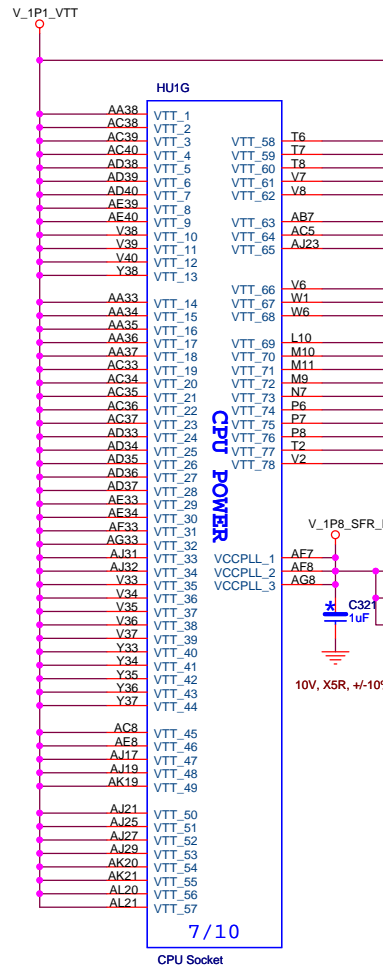 V_1P1_VTT
HU1G
AA38 VTT_1
AC38 VTT_2
AC39 VTT_3
AC40 VTT_4
AD38 VTT_5
AD39 VTT_6
AD40 VTT_7
AE39 VTT_8
AE40 VTT_9
V38 VTT_10
V39 VTT_11
V40 VTT_12
Y38 VTT_13
AA33 VTT_14
AA34 VTT_15
AA35 VTT_16
AA36 VTT_17
AA37 VTT_18
AC33 VTT_19
AC34 VTT_20
AC35 VTT_21
AC36 VTT_22
AC37 VTT_23
AD33 VTT_24
AD34 VTT_25
AD35 VTT_26
AD36 VTT_27
AD37 VTT_28
AE33 VTT_29
AE34 VTT_30
AF33 VTT_31
AG33 VTT_32
AJ31 VTT_33
AJ32 VTT_34
V33 VTT_35
V34 VTT_36
V35 VTT_37
V36 VTT_38
V37 VTT_39
Y33 VTT_40
Y34 VTT_41
Y35 VTT_42
Y36 VTT_43
Y37 VTT_44
AC8 VTT_45
AE8 VTT_46
AJ17 VTT_47
AJ19 VTT_48
AK19 VTT_49
AJ21 VTT_50
AJ25 VTT_51
AJ27 VTT_52
AJ29 VTT_53
AK20 VTT_54
AK21 VTT_55
AL20 VTT_56
AL21 VTT_57
CPU POWER
VTT_58 T6
VTT_59 T7
VTT_60 T8
VTT_61 V7
VTT_62 V8
VTT_63 AB7
VTT_64 AC5
VTT_65 AJ23
VTT_66 V6
VTT_67 W1
VTT_68 W6
VTT_69 L10
VTT_70 M10
VTT_71 M11
VTT_72 M9
VTT_73 N7
VTT_74 P6
VTT_75 P7
VTT_76 P8
VTT_77 T2
VTT_78 V2
V_1P8_SFR_
VCCPLL_1 AF7
VCCPLL_2 AF8
VCCPLL_3 AG8
* C321
1uF
10V, X5R, +/-10%
7/10
CPU Socket